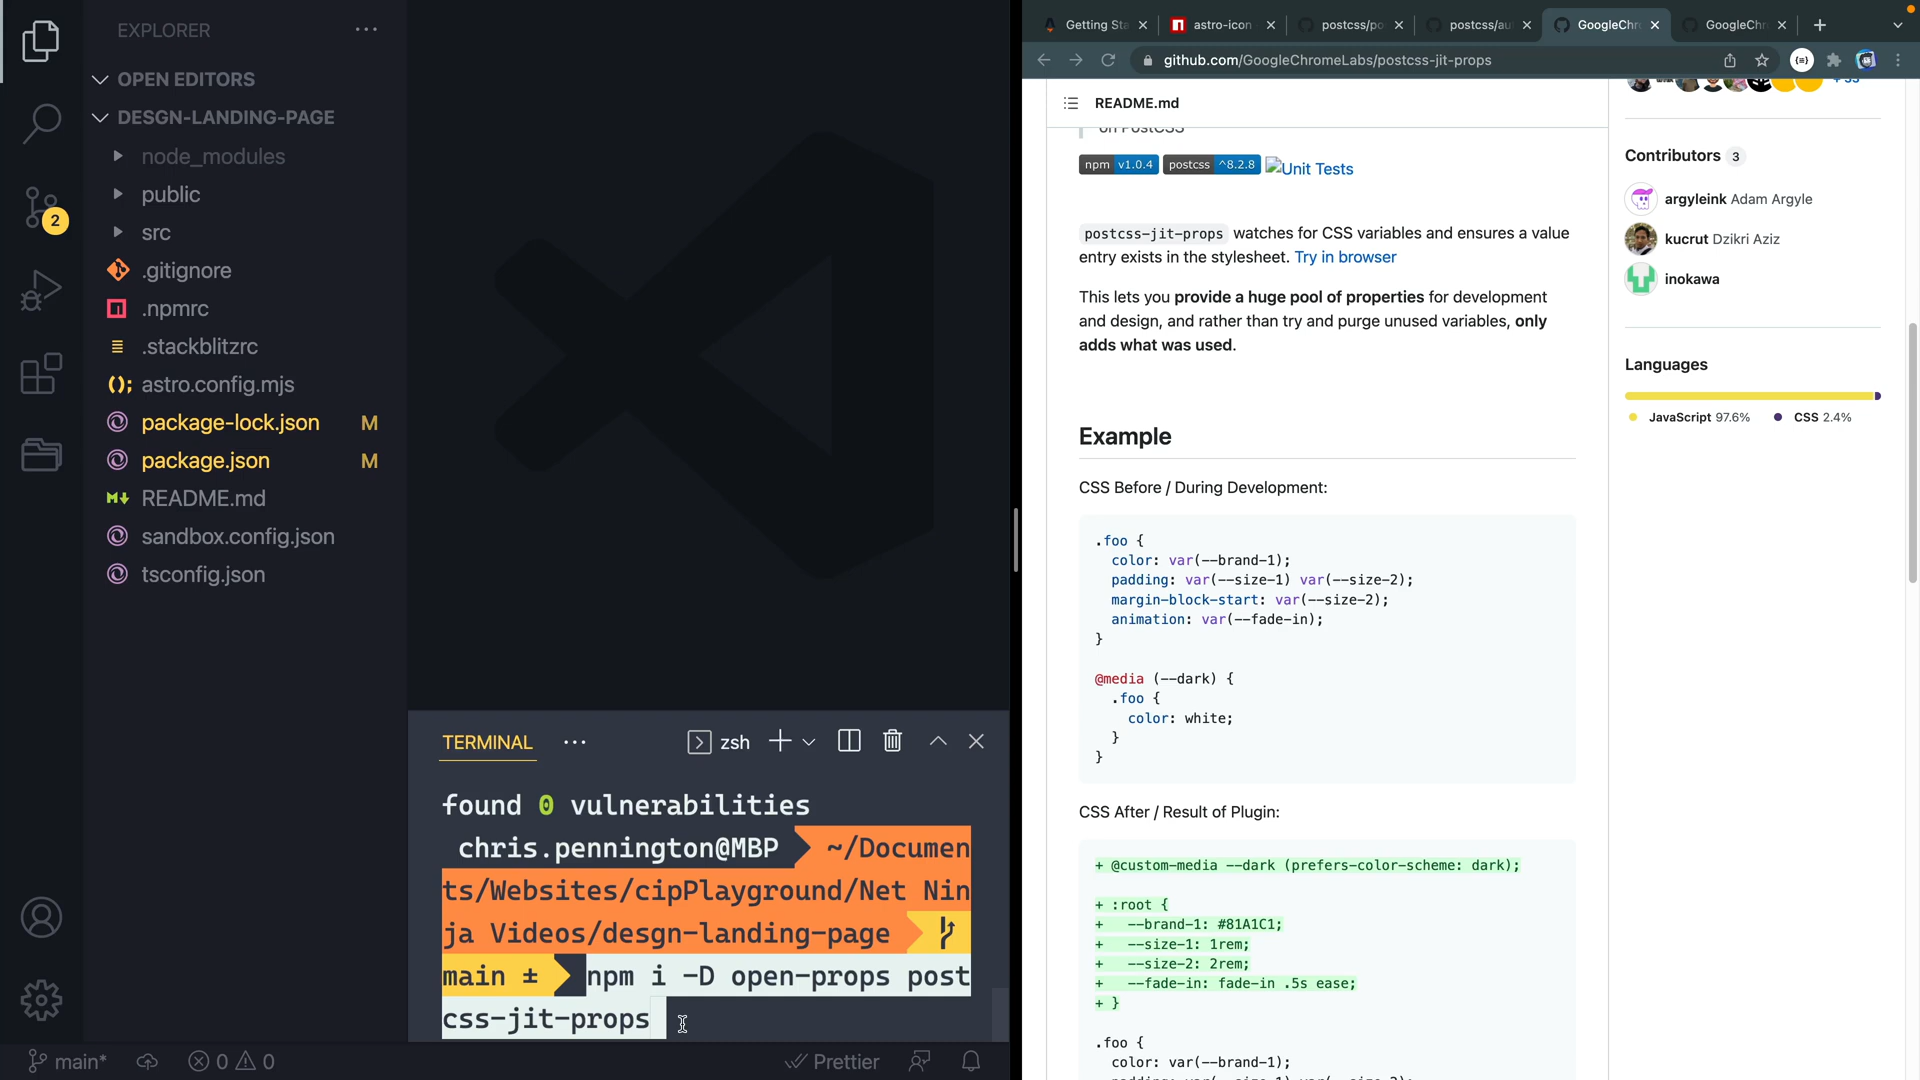 EXPLORER
OPEN EDITORS
DESGN-LANDING-PAGE
node_modules
public
src
.gitignore
.npmrc
.stackblitzrc
astro.config.mjs
package-lock.json M
package.json M
README.md
sandbox.config.json
tsconfig.json
2
TERMINAL
zsh
found 0 vulnerabilities
chris.pennington@MBP ~/Documen
ts/Websites/cipPlayground/Net Nin
ja Videos/desgn-landing-page
main ± npm i -D open-props post
css-jit-props
main* 0 0 Prettier
Getting Sta
astro-icon
postcss/po
postcss/au
GoogleChr
GoogleChr
github.com/GoogleChromeLabs/postcss-jit-props
README.md
on PostCSS
npm v1.0.4 postcss ^8.2.8 Unit Tests
postcss-jit-props watches for CSS variables and ensures a value
entry exists in the stylesheet. Try in browser
This lets you provide a huge pool of properties for development
and design, and rather than try and purge unused variables, only
adds what was used.
Example
CSS Before / During Development:
.foo {
color: var(--brand-1);
padding: var(--size-1) var(--size-2);
margin-block-start: var(--size-2);
animation: var(--fade-in);
}
@media (--dark) {
.foo {
color: white;
}
}
CSS After / Result of Plugin:
+ @custom-media --dark (prefers-color-scheme: dark);
+ :root {
+ --brand-1: #81A1C1;
+ --size-1: 1rem;
+ --size-2: 2rem;
+ --fade-in: fade-in .5s ease;
+ }
.foo {
color: var(--brand-1);
Contributors 3
argyleink Adam Argyle
kucrut Dzikri Aziz
inokawa
Languages
JavaScript 97.6% CSS 2.4%